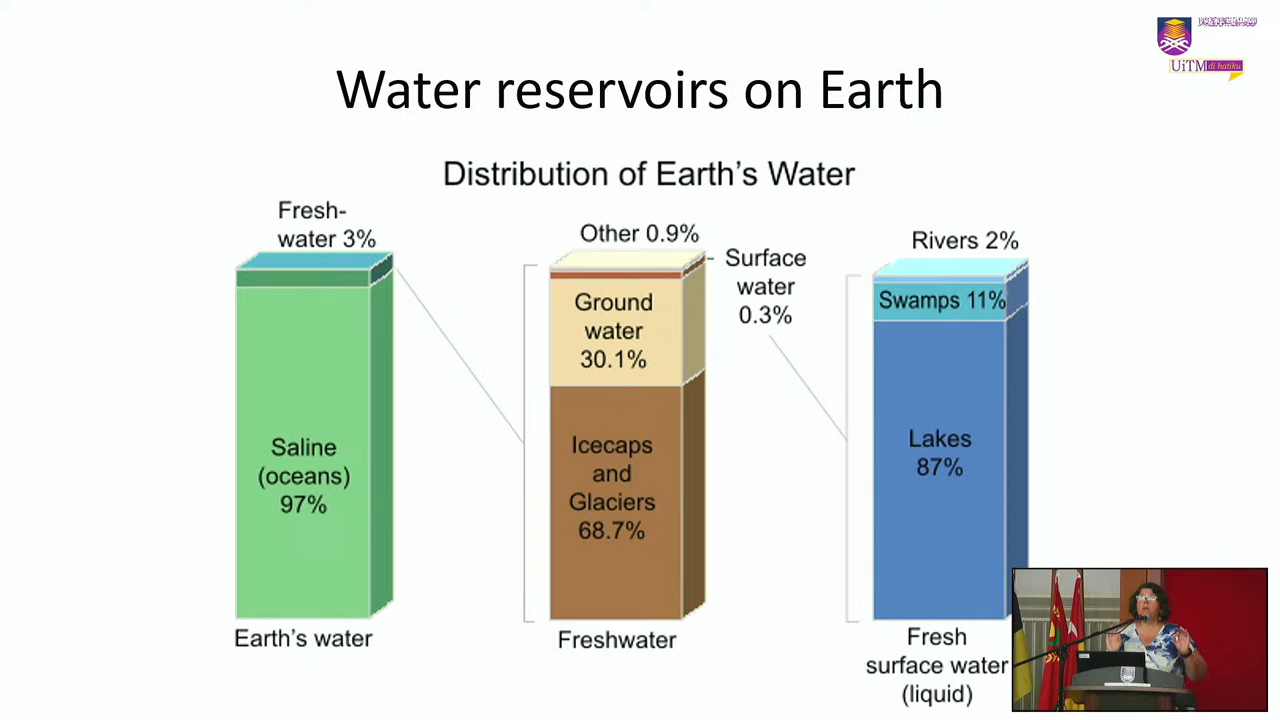 UiTM di hatiku
Water reservoirs on Earth
Distribution of Earth's Water
Fresh-
water 3%
Saline
(oceans)
97%
Earth's water
Other 0.9%
Surface
water
0.3%
Ground
water
30.1%
Icecaps
and
Glaciers
68.7%
Freshwater
Rivers 2%
Swamps 11%
Lakes
87%
Fresh
surface water
(liquid)